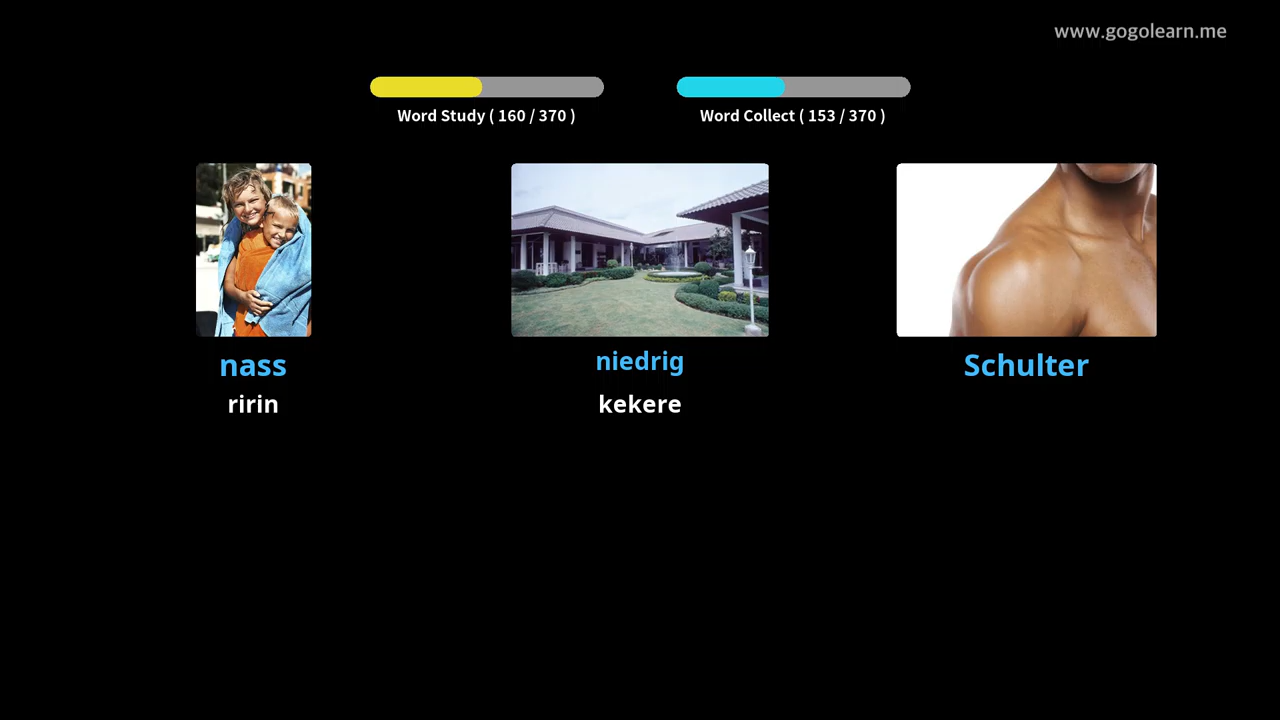 www.gogolearn.me
Word Study ( 160 / 370 )
Word Collect ( 153 / 370 )
nass
niedrig
Schulter
ririn
kekere